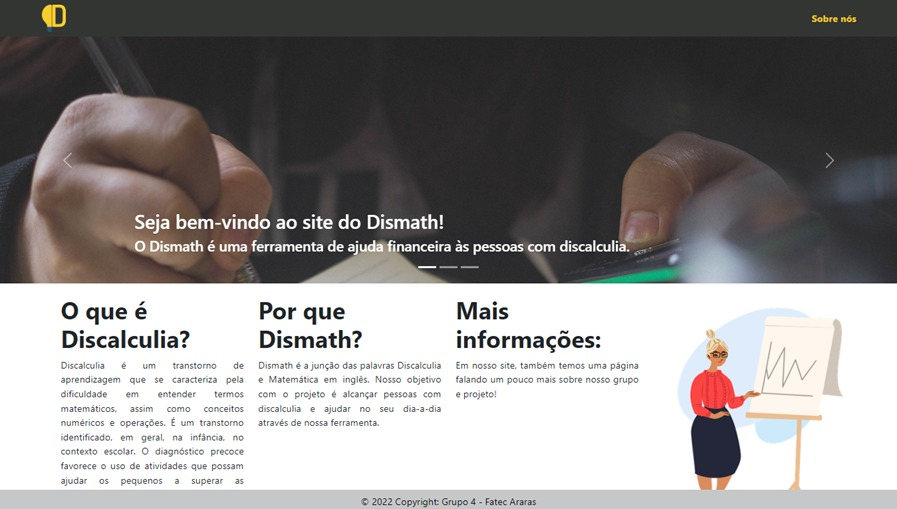 D
Sobre nós
Seja bem-vindo ao site do Dismath!
O Dismath é uma ferramenta de ajuda financeira às pessoas com discalculia.
O que é
Discalculia?
Discalculia é um transtorno de
aprendizagem que se caracteriza pela
dificuldade em entender termos
matemáticos, assim como conceitos
numéricos e operações. É um transtorno
identificado, em geral, na infância, no
contexto escolar. O diagnóstico precoce
favorece o uso de atividades que possam
ajudar os pequenos a superar as
Por que
Dismath?
Dismath é a junção das palavras Discalculia
e Matemática em inglês. Nosso objetivo
com o projeto é alcançar pessoas com
discalculia e ajudar no seu dia-a-dia
através de nossa ferramenta.
Mais
informações:
Em nosso site, também temos uma página
falando um pouco mais sobre nosso grupo
e projeto!
© 2022 Copyright: Grupo 4 - Fatec Araras